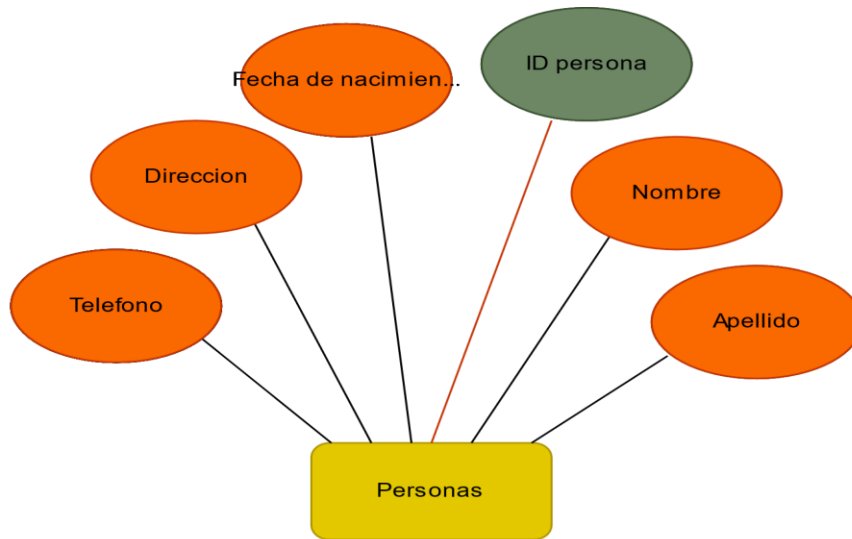 ID persona
Fecha de nacimien...
Direccion
Nombre
Telefono
Apellido
Personas